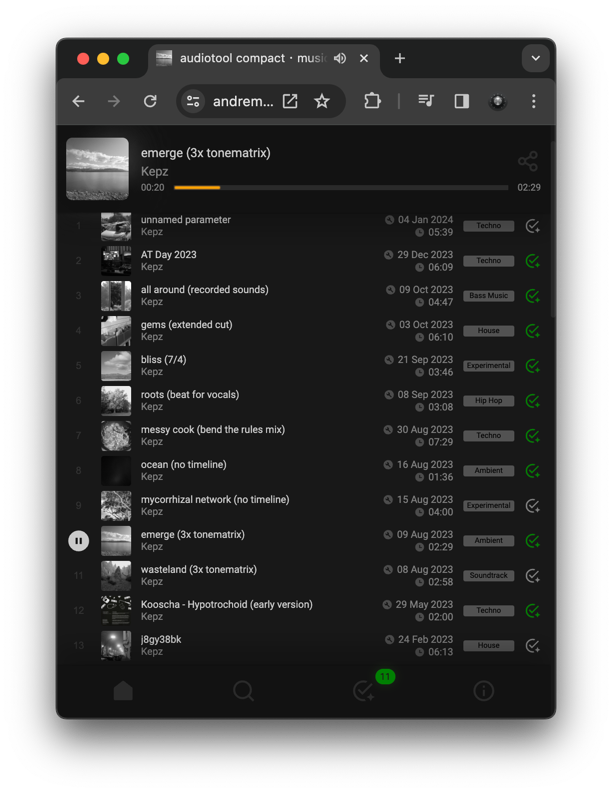 audiotool compact · music
andrem...
emerge (3x tonematrix)
Kepz
00:20 02:29
1 unnamed parameter 04 Jan 2024 Techno
Kepz 05:39
2 AT Day 2023 29 Dec 2023 Techno
Kepz 06:09
3 all around (recorded sounds) 09 Oct 2023 Bass Music
Kepz 04:47
4 gems (extended cut) 03 Oct 2023 House
Kepz 06:10
5 bliss (7/4) 21 Sep 2023 Experimental
Kepz 03:46
6 roots (beat for vocals) 08 Sep 2023 Hip Hop
Kepz 03:08
7 messy cook (bend the rules mix) 30 Aug 2023 Techno
Kepz 07:29
8 ocean (no timeline) 16 Aug 2023 Ambient
Kepz 01:36
9 mycorrhizal network (no timeline) 15 Aug 2023 Experimental
Kepz 04:00
emerge (3x tonematrix) 09 Aug 2023 Ambient
Kepz 02:29
11 wasteland (3x tonematrix) 08 Aug 2023 Soundtrack
Kepz 02:58
12 Kooscha - Hypotrochoid (early version) 29 May 2023 Techno
Kepz 02:00
13 j8gy38bk 24 Feb 2023 House
Kepz 06:13
11